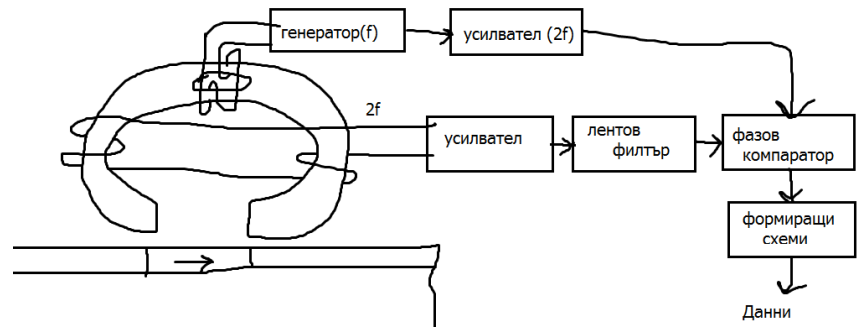 генератор(f)
усилвател (2f)
2f
усилвател
лентов
филтър
фазов
компаратор
формиращи
схеми
Данни